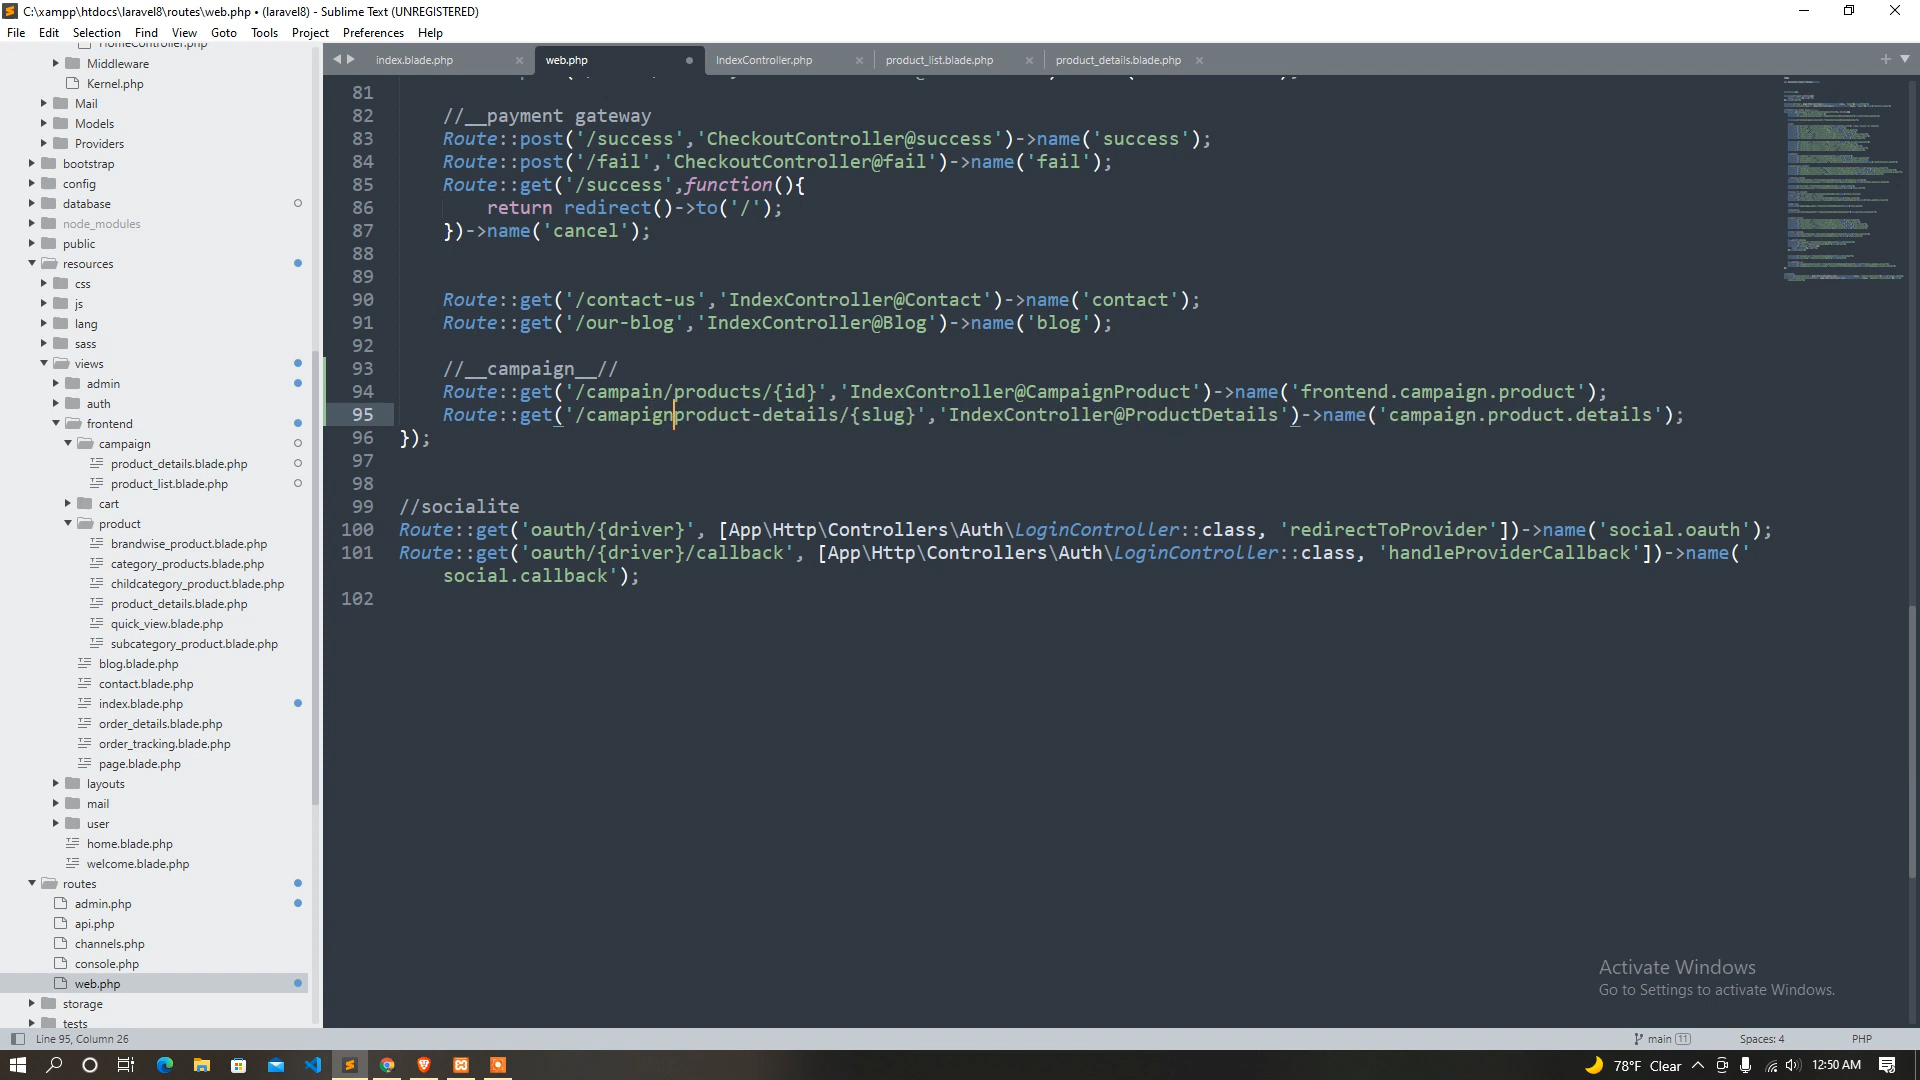 C:\xampp\htdocs\laravel8\routes\web.php • (laravel8) - Sublime Text (UNREGISTERED)
File Edit Selection Find View Goto Tools Project Preferences Help
HomeController.php
Middleware
Kernel.php
Mail
Models
Providers
bootstrap
config
database
node_modules
public
resources
css
js
lang
sass
views
admin
auth
frontend
campaign
product_details.blade.php
product_list.blade.php
cart
product
brandwise_product.blade.php
category_products.blade.php
childcategory_product.blade.php
product_details.blade.php
quick_view.blade.php
subcategory_product.blade.php
blog.blade.php
contact.blade.php
index.blade.php
order_details.blade.php
order_tracking.blade.php
page.blade.php
layouts
mail
user
home.blade.php
welcome.blade.php
routes
admin.php
api.php
channels.php
console.php
web.php
storage
tests
index.blade.php web.php IndexController.php product_list.blade.php product_details.blade.php
81
82 //__payment gateway
83 Route::post('/success','CheckoutController@success')->name('success');
84 Route::post('/fail','CheckoutController@fail')->name('fail');
85 Route::get('/success',function(){
86 return redirect()->to('/');
87 })->name('cancel');
88
89
90 Route::get('/contact-us','IndexController@Contact')->name('contact');
91 Route::get('/our-blog','IndexController@Blog')->name('blog');
92
93 //__campaign__//
94 Route::get('/campain/products/{id}','IndexController@CampaignProduct')->name('frontend.campaign.product');
95 Route::get('/camapignproduct-details/{slug}','IndexController@ProductDetails')->name('campaign.product.details');
96 });
97
98
99 //socialite
100 Route::get('oauth/{driver}', [App\Http\Controllers\Auth\LoginController::class, 'redirectToProvider'])->name('social.oauth');
101 Route::get('oauth/{driver}/callback', [App\Http\Controllers\Auth\LoginController::class, 'handleProviderCallback'])->name('
social.callback');
102
Activate Windows
Go to Settings to activate Windows.
Line 95, Column 26 main 11 Spaces: 4 PHP
78°F Clear 12:50 AM